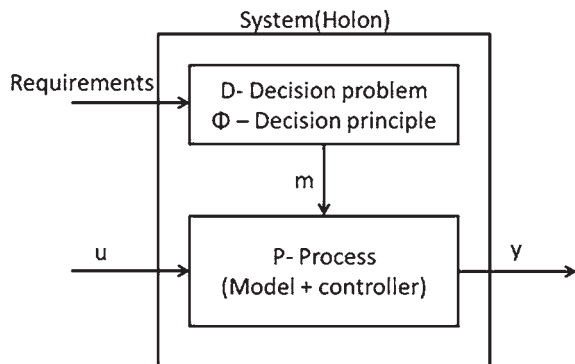 System(Holon)
Requirements
D- Decision problem
Φ – Decision principle
m
u
P- Process
(Model + controller)
y